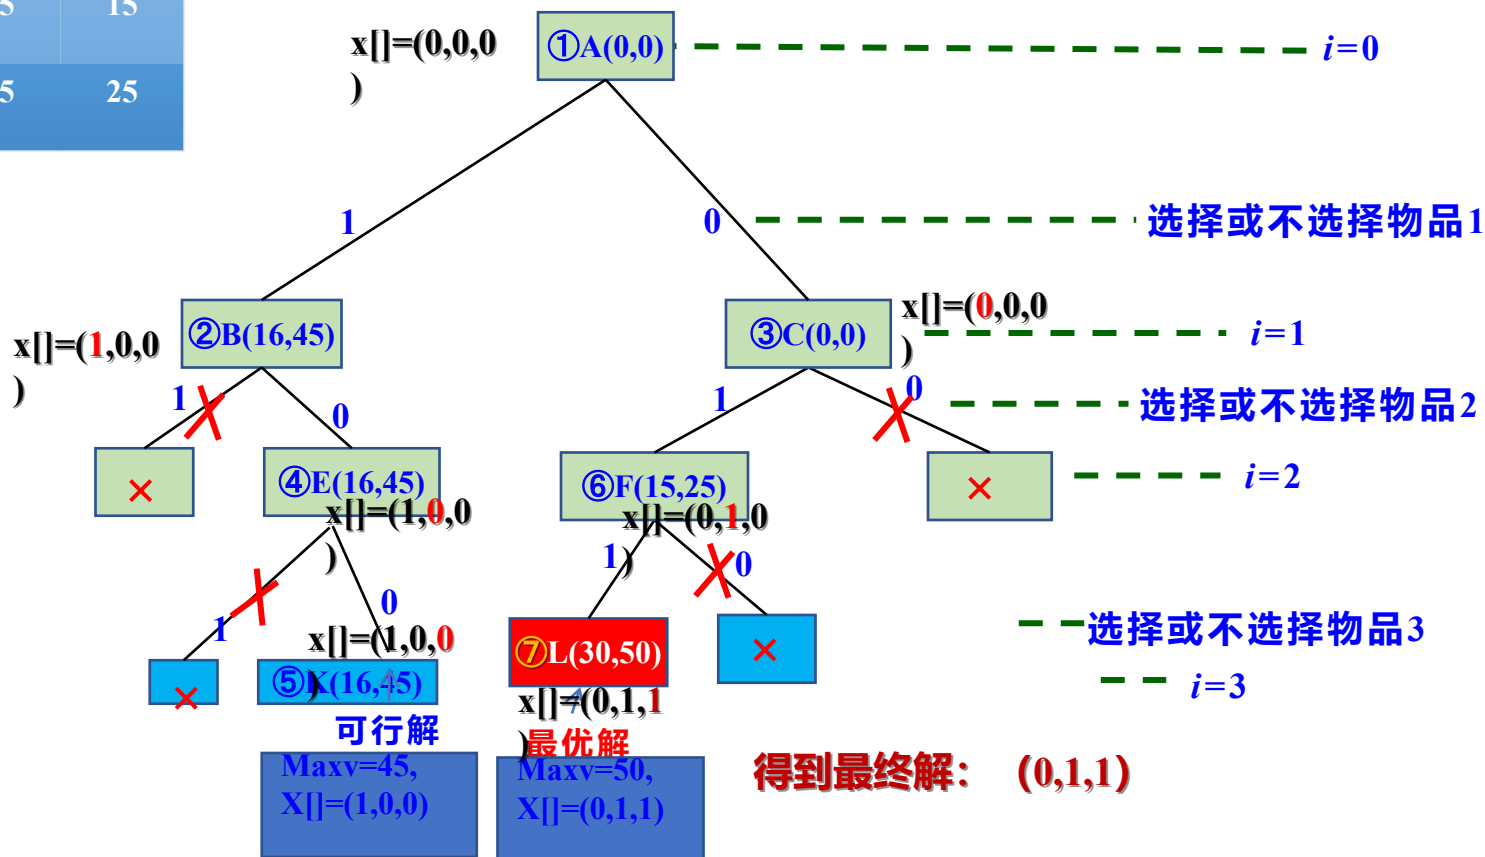 5 15
5 25
x[]=(0,0,0
)
①A(0,0)
i=0
1
0
选择或不选择物品1
x[]=(1,0,0
)
②B(16,45)
③C(0,0)
x[]=(0,0,0
)
i=1
1
0
1
0
选择或不选择物品2
×
④E(16,45)
x[]=(1,0,0
)
⑥F(15,25)
x[]=(0,1,0
)
×
i=2
1
0
1
0
选择或不选择物品3
×
x[]=(1,0,0
)
⑤K(16,45)
⑦L(30,50)
x[]=(0,1,1
)
×
i=3
可行解
最优解
Maxv=45,
X[]=(1,0,0)
Maxv=50,
X[]=(0,1,1)
得到最终解： (0,1,1)